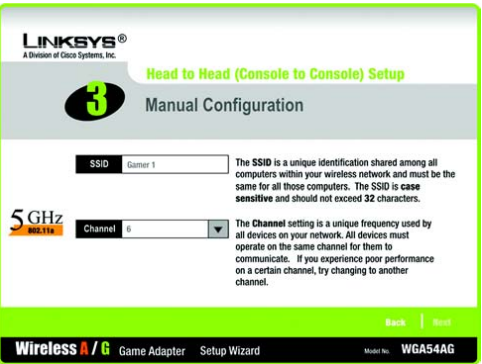 LINKSYS®
A Division of Cisco Systems, Inc.
Head to Head (Console to Console) Setup
3
Manual Configuration
SSID Gamer 1
The SSID is a unique identification shared among all
computers within your wireless network and must be the
same for all those computers. The SSID is case
sensitive and should not exceed 32 characters.
5 GHz
802.11a
Channel 6
The Channel setting is a unique frequency used by
all devices on your network. All devices must
operate on the same channel for them to
communicate. If you experience poor performance
on a certain channel, try changing to another
channel.
Back Next
Wireless A / G Game Adapter Setup Wizard Model No. WGA54AG